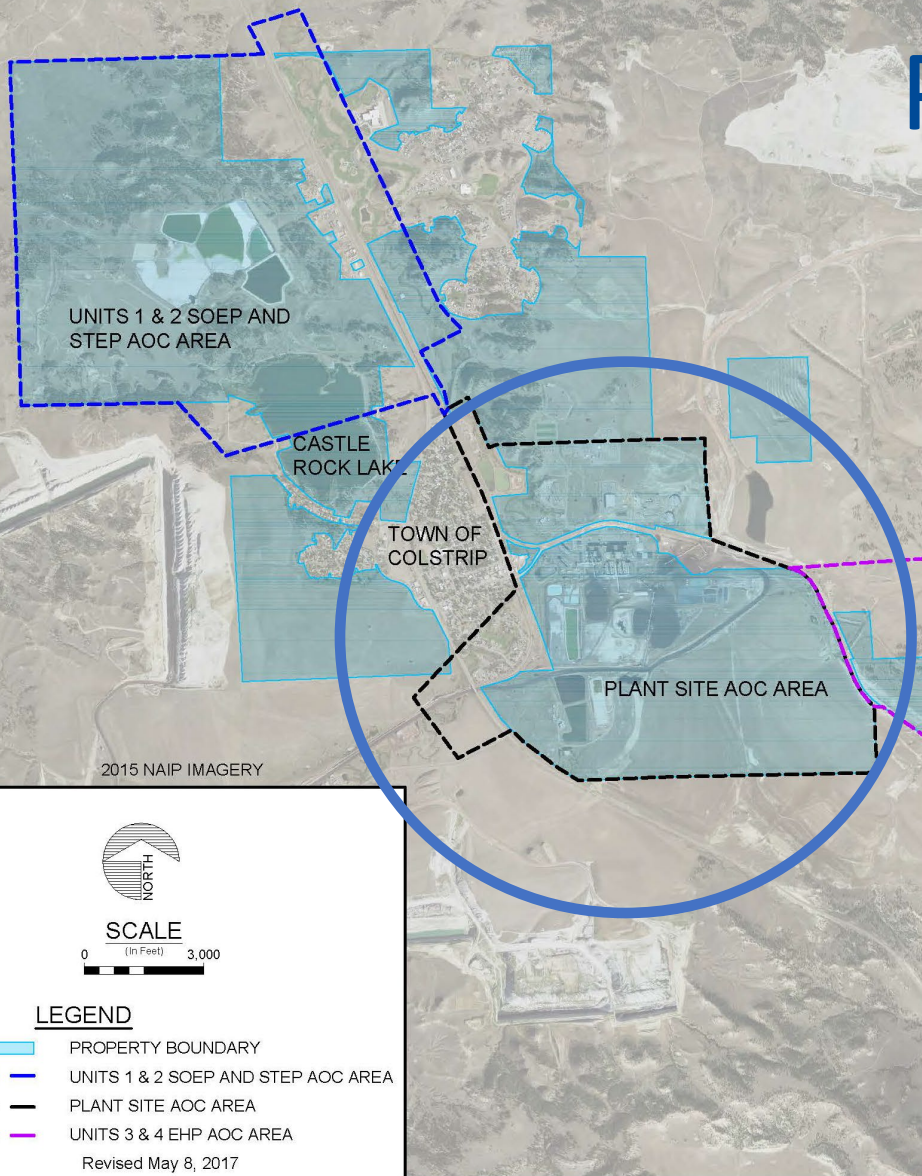 UNITS 1 & 2 SOEP AND
STEP AOC AREA
CASTLE
ROCK LAKE
TOWN OF
COLSTRIP
PLANT SITE AOC AREA
2015 NAIP IMAGERY
NORTH
SCALE
(In Feet)
0 3,000
LEGEND
PROPERTY BOUNDARY
UNITS 1 & 2 SOEP AND STEP AOC AREA
PLANT SITE AOC AREA
UNITS 3 & 4 EHP AOC AREA
Revised May 8, 2017